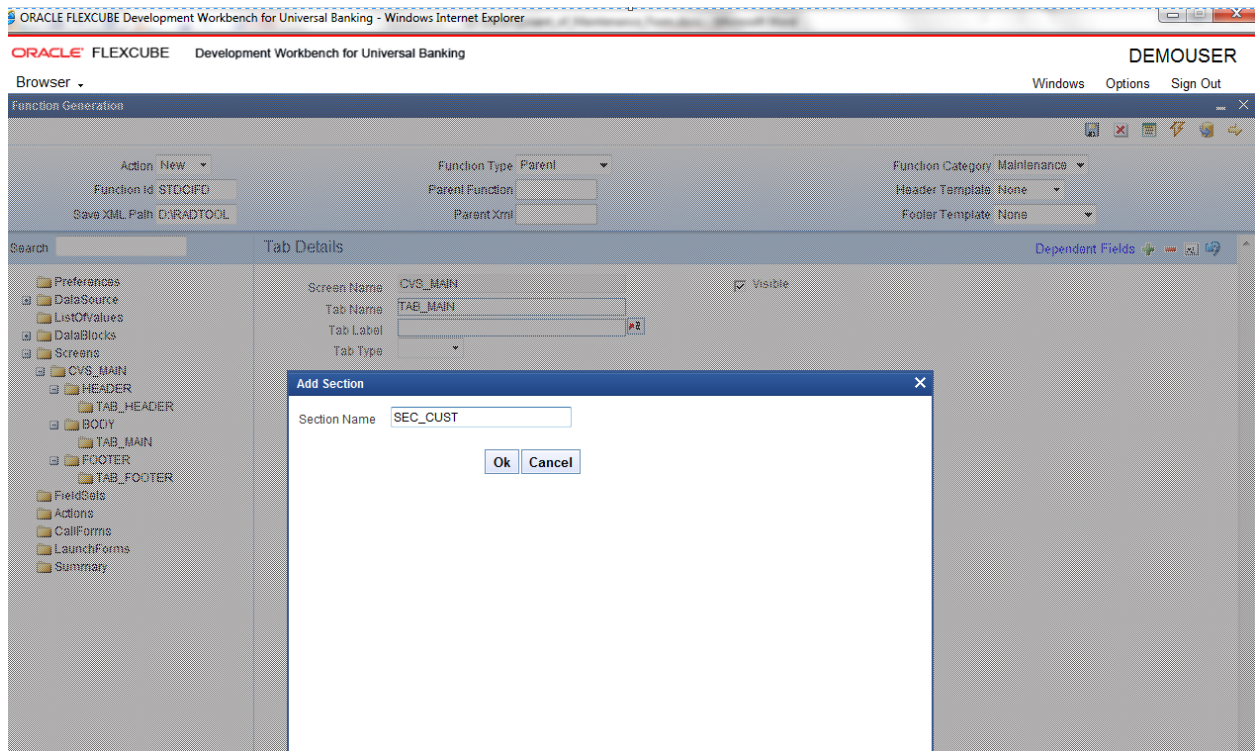 ORACLE FLEXCUBE Development Workbench for Universal Banking - Windows Internet Explorer
ORACLE FLEXCUBE Development Workbench for Universal Banking DEMOUSER
Browser Windows Options Sign Out
Function Generation
Action New Function Type Parent Function Category Maintenance
Function Id STDCIFD Parent Function Header Template None
Save XML Path D:\RADTOOL Parent Xml Footer Template None
Search Tab Details Dependent Fields
Preferences
DataSource
ListOfValues
DataBlocks
Screens
CVS_MAIN
HEADER
TAB_HEADER
BODY
TAB_MAIN
FOOTER
TAB_FOOTER
FieldSets
Actions
CallForms
LaunchForms
Summary
Screen Name CVS_MAIN Visible
Tab Name TAB_MAIN
Tab Label
Tab Type
Add Section
Section Name SEC_CUST
Ok Cancel